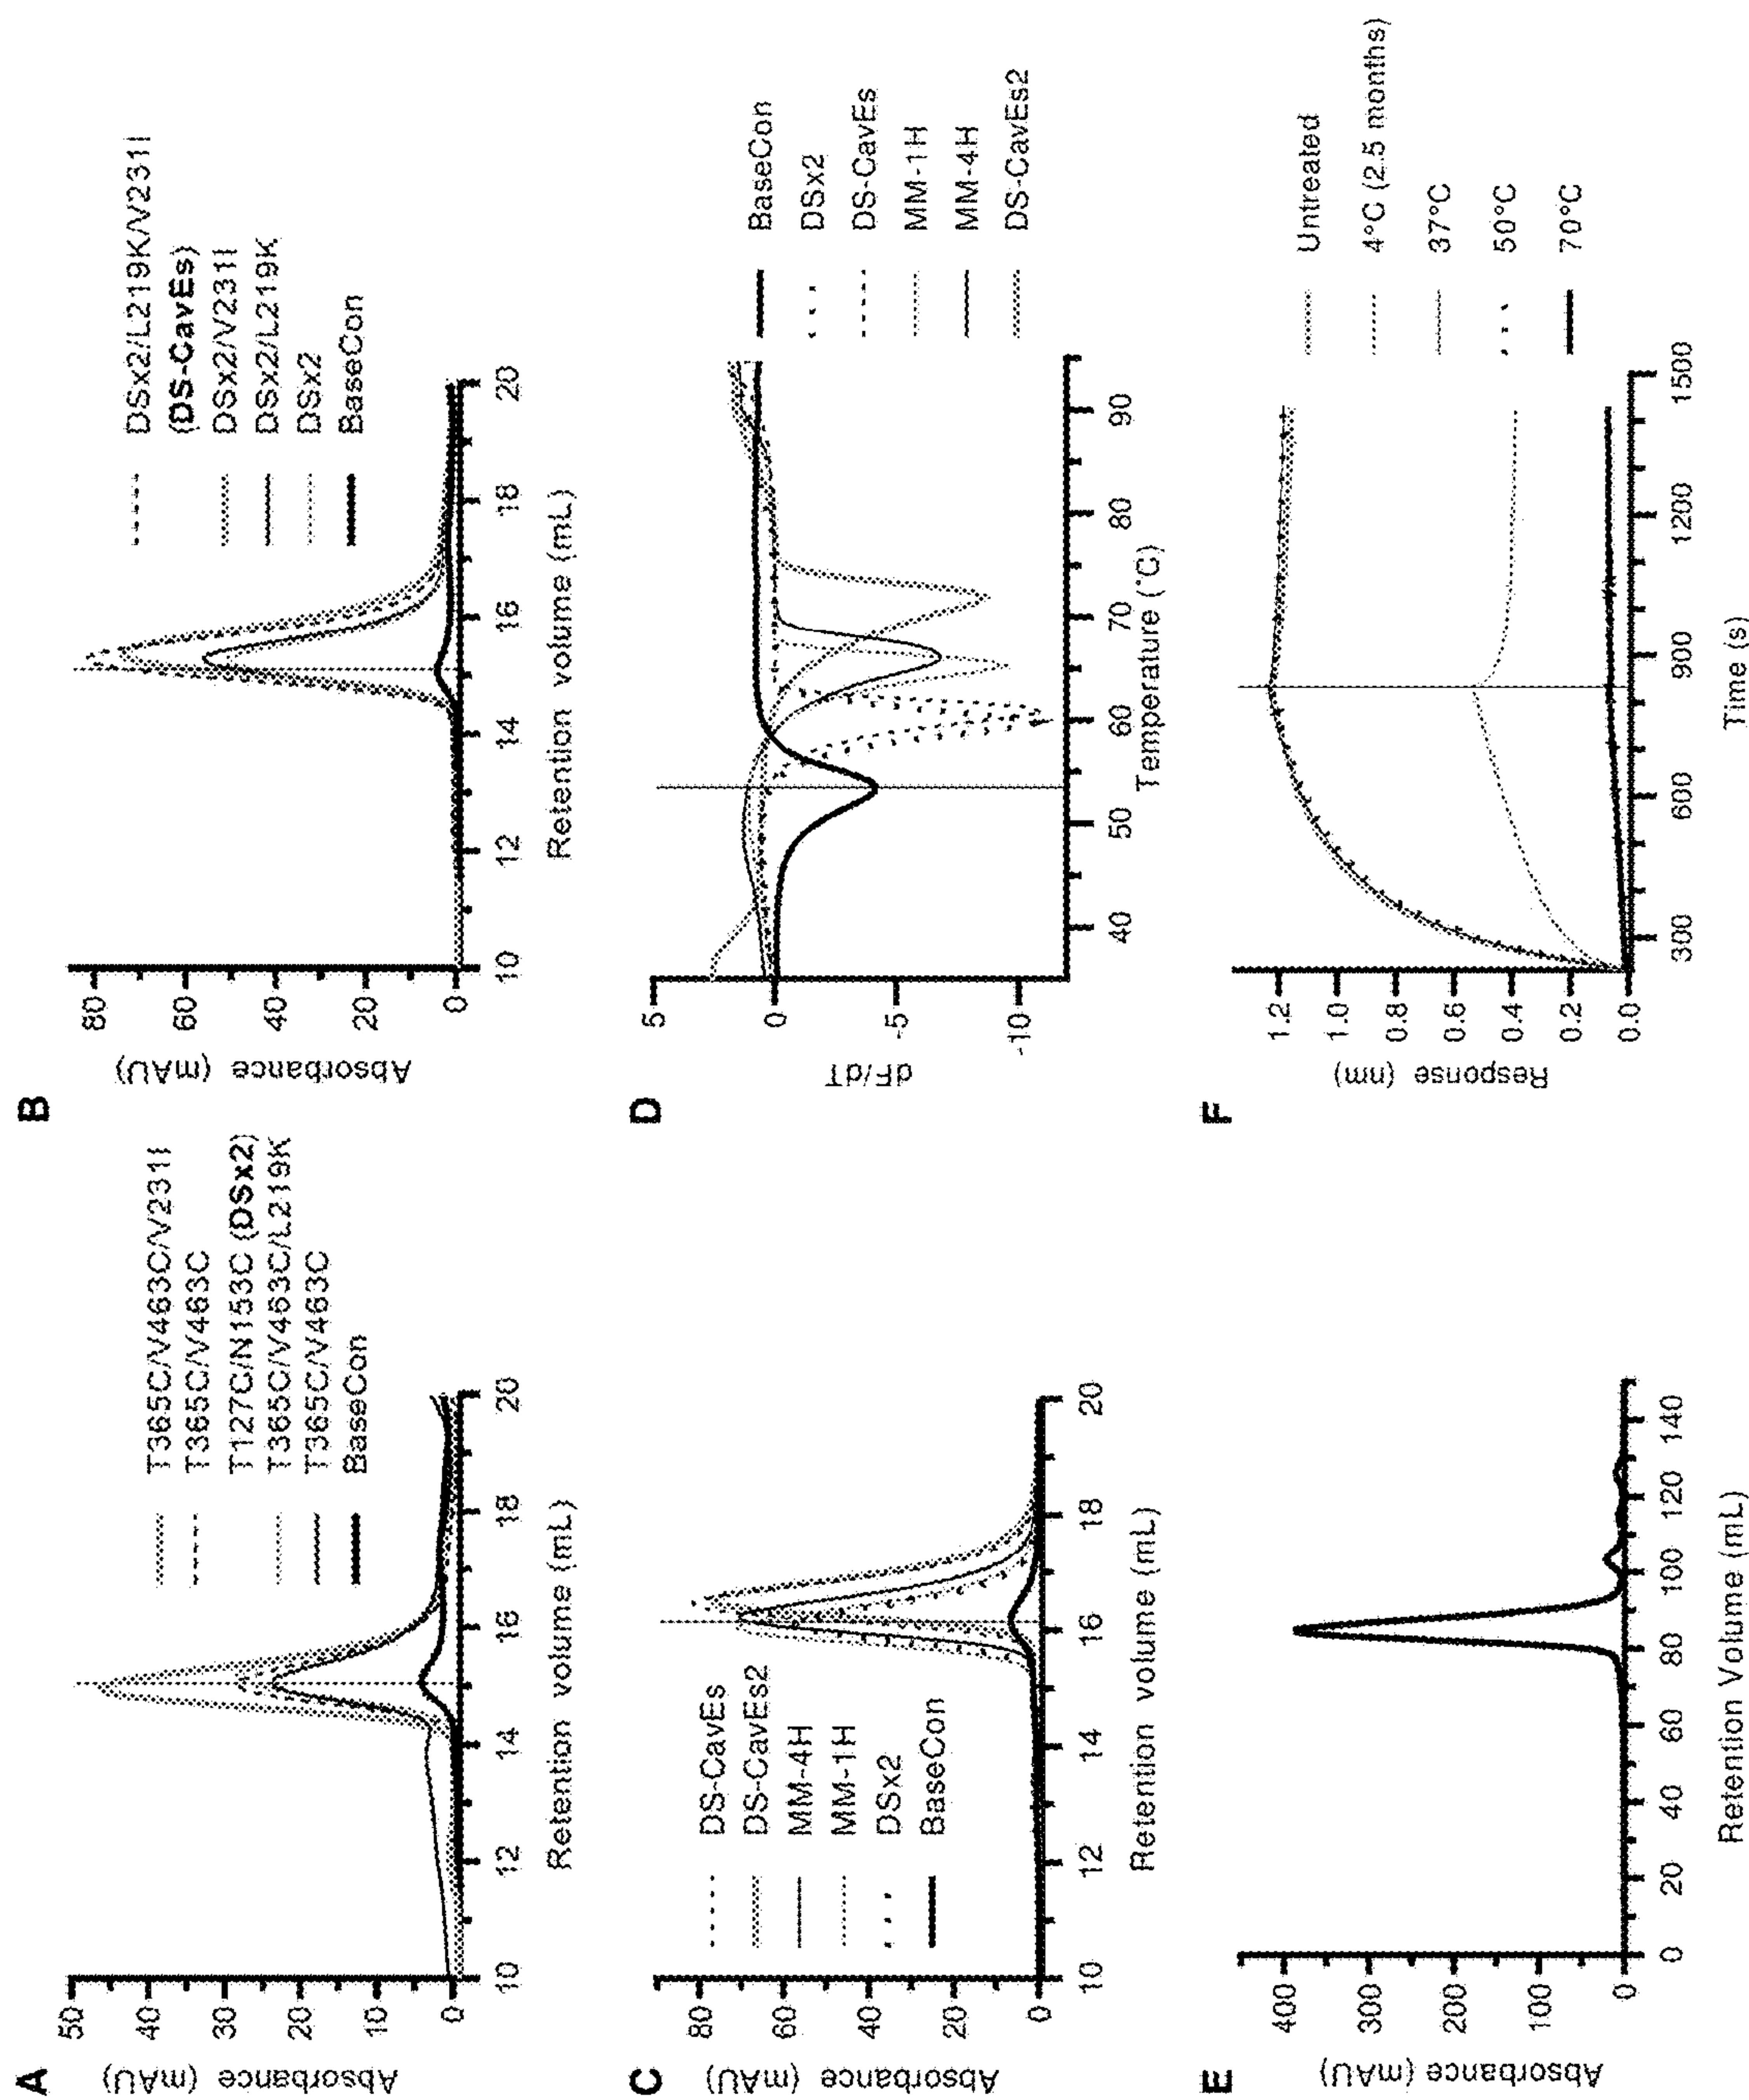 A
Absorbance (mAU)
50
40
30
20
10
0
10
12
14
16
18
20
Retention volume (mL)
T365C/V463C/V231I
T365C/V463C
T127C/N153C (DSx2)
T365C/V463C/L219K
T365C/V463C
BaseCon
B
Absorbance (mAU)
80
60
40
20
0
10
12
14
16
18
20
Retention volume (mL)
DSx2/L219K/V231I
(DS-CavEs)
DSx2/V231I
DSx2/L219K
DSx2
BaseCon
C
Absorbance (mAU)
80
60
40
20
0
10
12
14
16
18
20
Retention volume (mL)
DS-CavEs
DS-CavEs2
MM-4H
MM-1H
DSx2
BaseCon
D
dF/dT
5
0
-5
-10
40
50
60
70
80
90
Temperature (°C)
BaseCon
DSx2
DS-CavEs
MM-1H
MM-4H
DS-CavEs2
E
Absorbance (mAU)
400
300
200
100
0
0
20
40
60
80
100
120
140
Retention Volume (mL)
F
Response (nm)
1.2
1.0
0.8
0.6
0.4
0.2
0.0
300
600
900
1200
1500
Time (s)
Untreated
4°C (2.5 months)
37°C
50°C
70°C